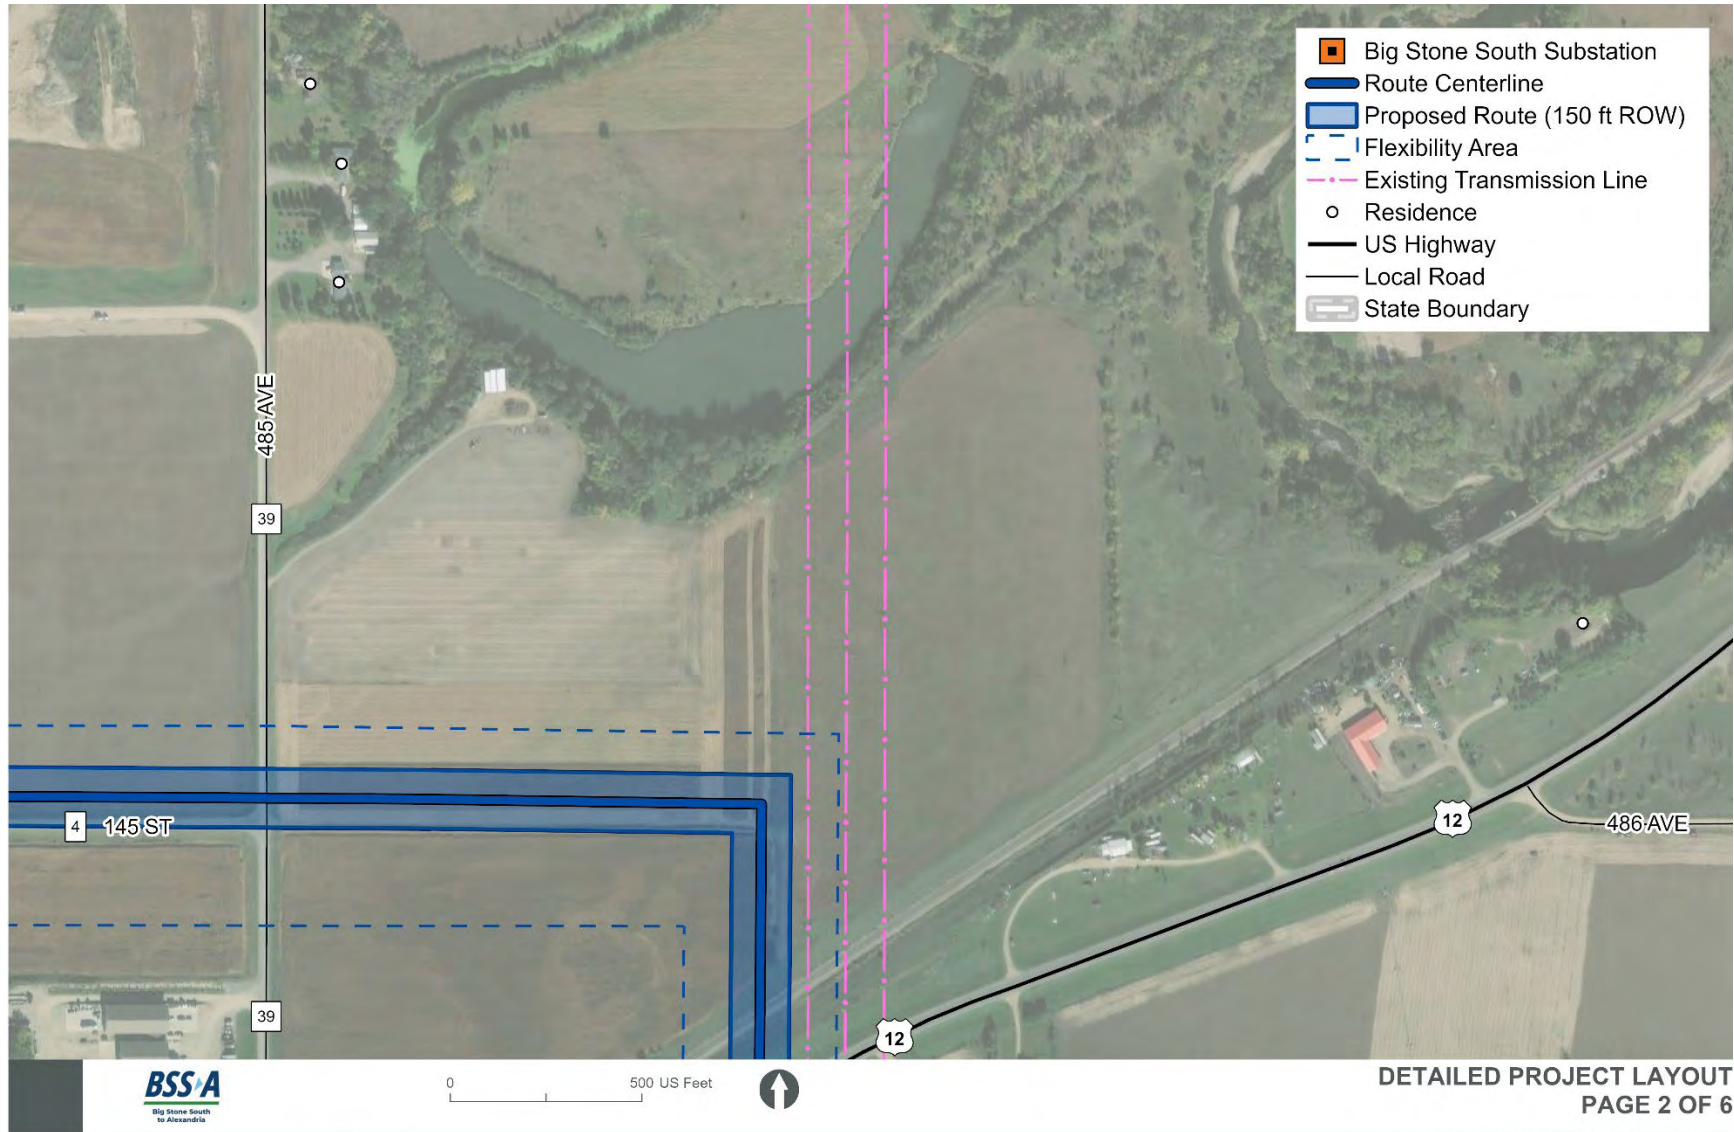 Big Stone South Substation
Route Centerline
Proposed Route (150 ft ROW)
Flexibility Area
Existing Transmission Line
Residence
US Highway
Local Road
State Boundary
485 AVE
39
4
145 ST
12
486 AVE
39
12
BSSA
Big Stone South
to Alexandria
0
500 US Feet
DETAILED PROJECT LAYOUT
PAGE 2 OF 6